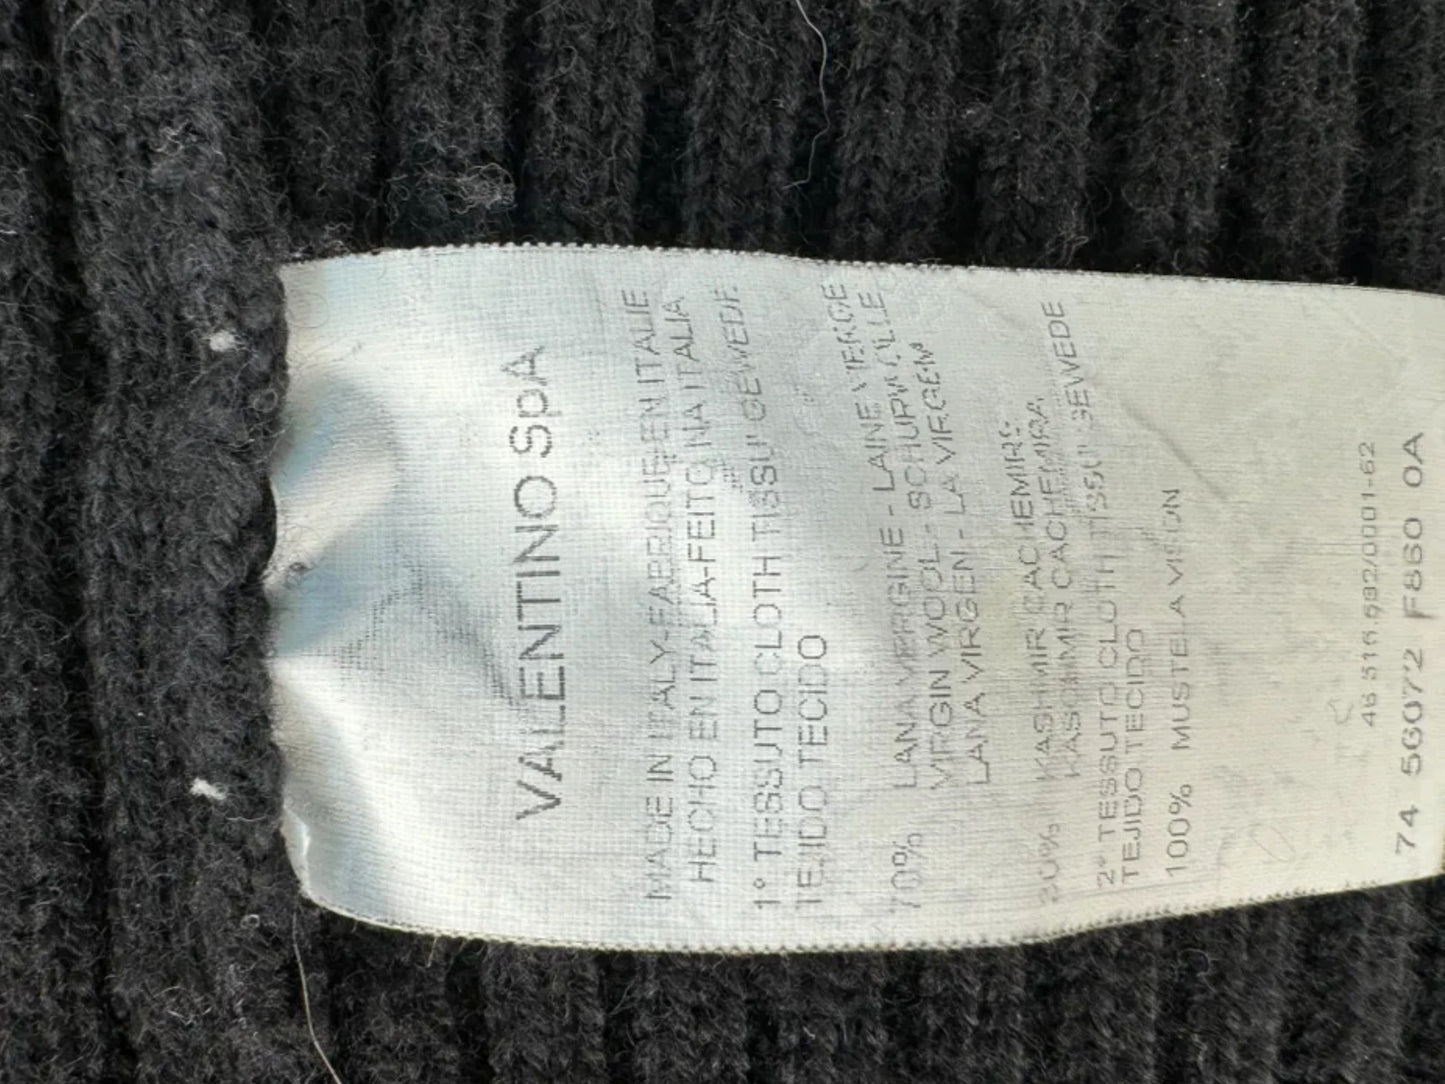 VALENTINO SpA
MADE IN ITALY-FABRIQUE EN ITALIE
HECHO EN ITALIA-FEITO NA ITALIA
1° TESSUTO CLOTH TISSU GEWEDE
TEJIDO TECIDO
70% LANA VERGINE - LAINE VIERGE
VIRGIN WOOL - SCHURWOLLE
LANA VIRGEN - LA VIRGEM
30% KASHMIR CACHEMIRE
KASCHMIR CACHEMIRA
2° TESSUTO CLOTH TISSU GEWEDE
TEJIDO TECIDO
100% MUSTELA VISON
74 56072 F860 0A